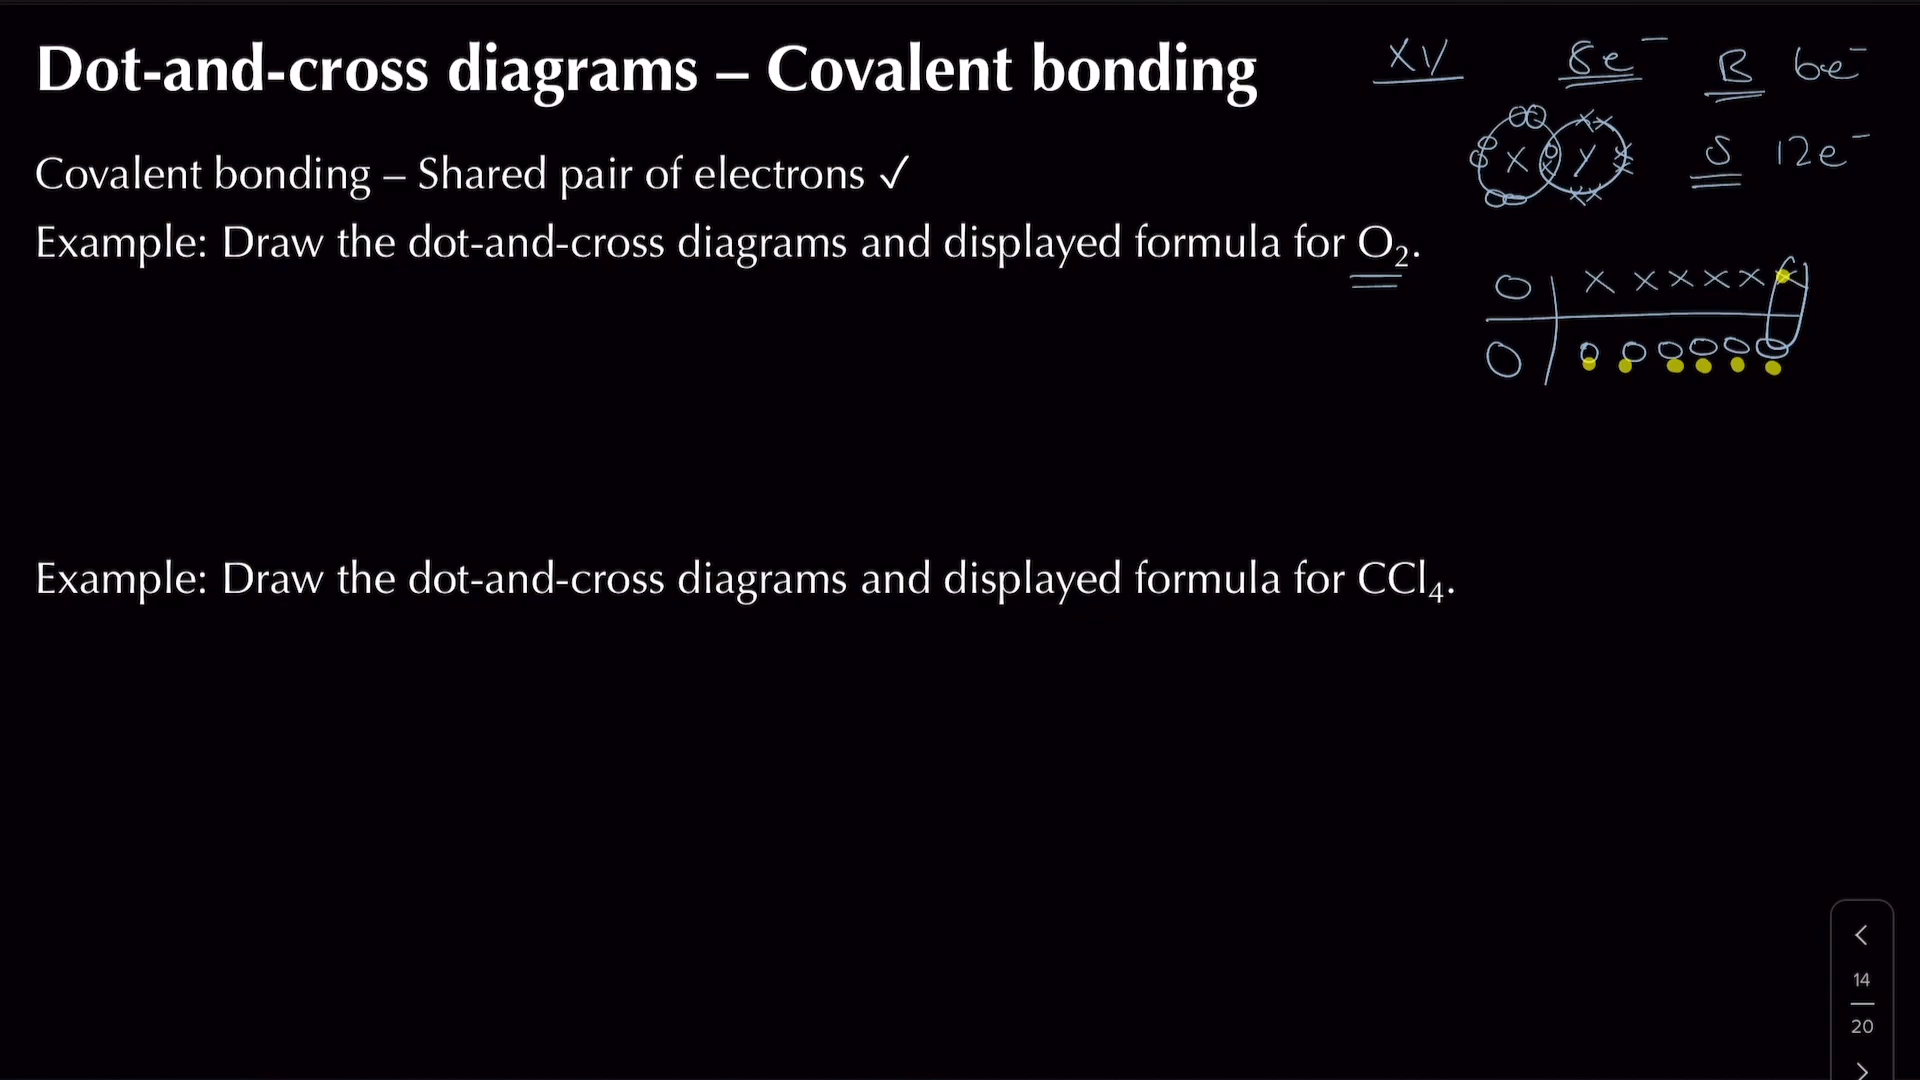 Dot-and-cross diagrams – Covalent bonding
XY 8e⁻ B 6e⁻
Covalent bonding – Shared pair of electrons ✓
X Y S 12e⁻
Example: Draw the dot-and-cross diagrams and displayed formula for O₂.
O | x x x x x x
O | o o o o o o
Example: Draw the dot-and-cross diagrams and displayed formula for CCl₄.
14
20